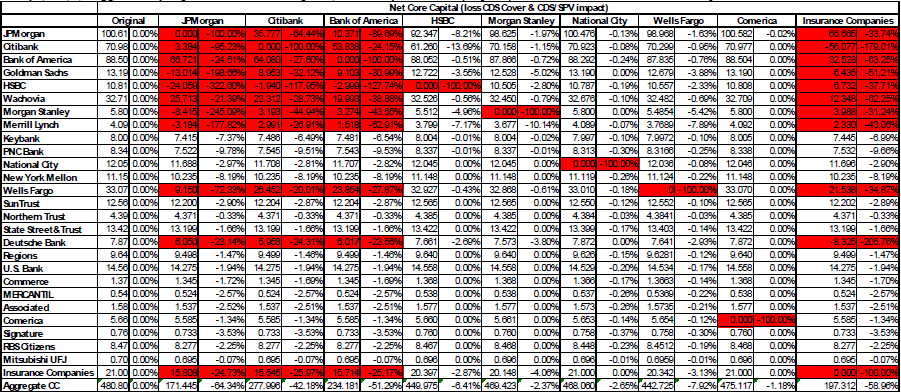 Net Core Capital (loss CDS Cover & CDS/ SPV impact)
Original JPMorgan Citibank Bank of America HSBC Morgan Stanley National City Wells Fargo Comerica Insurance Companies
JPMorgan 100.61 0.00% 0.000 -100.00% 35.777 -64.44% 10.371 -89.69% 92.347 -8.21% 98.625 -1.97% 100.476 -0.13% 98.968 -1.63% 100.582 -0.02% 66.665 -33.74%
Citibank 70.98 0.00% 3.384 -95.23% 0.000 -100.00% 53.838 -24.15% 61.260 -13.69% 70.158 -1.15% 70.923 -0.08% 70.299 -0.95% 70.977 0.00% -56.077 -179.01%
Bank of America 88.50 0.00% 66.721 -24.61% 64.080 -27.60% 0.000 -100.00% 88.052 -0.51% 87.866 -0.72% 88.292 -0.24% 87.835 -0.76% 88.504 0.00% 32.528 -63.25%
Goldman Sachs 13.19 0.00% -13.014 -198.66% 8.953 -32.12% 9.103 -30.99% 12.722 -3.55% 12.528 -5.02% 13.190 0.00% 12.679 -3.88% 13.190 0.00% 6.435 -51.21%
HSBC 10.81 0.00% -24.059 -322.60% -1.940 -117.95% -2.999 -127.74% 0.000 -100.00% 10.505 -2.80% 10.787 -0.19% 10.557 -2.33% 10.808 0.00% 6.732 -37.71%
Wachovia 32.71 0.00% 25.713 -21.39% 23.312 -28.73% 19.993 -38.88% 32.526 -0.56% 32.450 -0.79% 32.676 -0.10% 32.482 -0.69% 32.709 0.00% 12.348 -62.25%
Morgan Stanley 5.80 0.00% -8.415 -245.09% 3.193 -44.94% 3.274 -43.55% 5.512 -4.96% 0.000 -100.00% 5.800 0.00% 5.4854 -5.42% 5.800 0.00% 3.988 -31.24%
Merrill Lynch 4.09 0.00% -3.184 -177.82% 2.991 -26.91% 1.518 -62.91% 3.799 -7.17% 3.677 -10.14% 4.089 -0.07% 3.7689 -7.89% 4.092 0.00% 2.330 -43.06%
Keybank 8.00 0.00% 7.415 -7.37% 7.486 -6.49% 7.481 -6.54% 8.004 -0.01% 8.004 -0.02% 7.997 -0.10% 7.9972 -0.10% 8.005 0.00% 7.445 -6.99%
PNC Bank 8.34 0.00% 7.522 -9.78% 7.545 -9.51% 7.543 -9.53% 8.337 -0.01% 8.337 -0.01% 8.313 -0.30% 8.3166 -0.25% 8.338 0.00% 7.532 -9.66%
National City 12.05 0.00% 11.688 -2.97% 11.708 -2.81% 11.707 -2.82% 12.045 0.00% 12.045 0.00% 0.000 -100.00% 12.036 -0.08% 12.046 0.00% 11.696 -2.90%
New York Mellon 11.15 0.00% 10.235 -8.19% 10.235 -8.19% 10.235 -8.19% 11.148 0.00% 11.148 0.00% 11.119 -0.26% 11.124 -0.22% 11.148 0.00% 10.235 -8.19%
Wells Fargo 33.07 0.00% 9.150 -72.33% 26.452 -20.01% 23.854 -27.87% 32.927 -0.43% 32.868 -0.61% 33.010 -0.18% 0 -100.00% 33.070 0.00% 21.538 -34.87%
SunTrust 12.56 0.00% 12.200 -2.90% 12.204 -2.87% 12.204 -2.87% 12.565 0.00% 12.565 0.00% 12.550 -0.12% 12.552 -0.10% 12.565 0.00% 12.202 -2.89%
Northern Trust 4.39 0.00% 4.371 -0.33% 4.371 -0.33% 4.371 -0.33% 4.385 0.00% 4.385 0.00% 4.384 -0.03% 4.3841 -0.03% 4.385 0.00% 4.371 -0.33%
State Street & Trust 13.42 0.00% 13.199 -1.66% 13.199 -1.66% 13.199 -1.66% 13.422 0.00% 13.422 0.00% 13.399 -0.17% 13.403 -0.14% 13.422 0.00% 13.199 -1.66%
Deutsche Bank 7.87 0.00% 6.050 -23.14% 5.958 -24.31% 6.017 -23.56% 7.661 -2.69% 7.573 -3.80% 7.872 0.00% 7.641 -2.93% 7.872 0.00% -8.325 -205.76%
Regions 9.64 0.00% 9.498 -1.47% 9.499 -1.46% 9.499 -1.46% 9.640 0.00% 9.640 0.00% 9.626 -0.15% 9.6281 -0.12% 9.640 0.00% 9.499 -1.47%
U.S. Bank 14.56 0.00% 14.275 -1.94% 14.275 -1.94% 14.275 -1.94% 14.558 0.00% 14.558 0.00% 14.529 -0.20% 14.534 -0.17% 14.558 0.00% 14.275 -1.94%
Commerce 1.37 0.00% 1.345 -1.72% 1.345 -1.69% 1.345 -1.69% 1.368 0.00% 1.368 0.00% 1.366 -0.17% 1.3663 -0.14% 1.368 0.00% 1.345 -1.70%
MERCANTIL 0.54 0.00% 0.524 -2.57% 0.524 -2.57% 0.524 -2.57% 0.538 0.00% 0.538 0.00% 0.537 -0.26% 0.5369 -0.22% 0.538 0.00% 0.524 -2.57%
Associated 1.58 0.00% 1.537 -2.52% 1.537 -2.51% 1.537 -2.51% 1.577 0.00% 1.577 0.00% 1.573 -0.26% 1.5735 -0.21% 1.577 0.00% 1.537 -2.51%
Comerica 5.66 0.00% 5.585 -1.34% 5.585 -1.34% 5.585 -1.34% 5.660 0.00% 5.661 0.00% 5.653 -0.14% 5.654 -0.12% 0.000 -100.00% 5.585 -1.34%
Signature 0.76 0.00% 0.733 -3.53% 0.733 -3.53% 0.733 -3.53% 0.760 0.00% 0.760 0.00% 0.758 -0.37% 0.758 -0.30% 0.760 0.00% 0.733 -3.53%
RBS Citizens 8.47 0.00% 8.277 -2.25% 8.277 -2.25% 8.277 -2.25% 8.467 0.00% 8.468 0.00% 8.448 -0.23% 8.4512 -0.19% 8.468 0.00% 8.277 -2.25%
Mitsubishi UFJ 0.70 0.00% 0.695 -0.07% 0.695 -0.07% 0.695 -0.07% 0.696 0.00% 0.696 0.00% 0.696 -0.01% 0.6959 -0.01% 0.696 0.00% 0.695 -0.07%
Insurance Companies 21.00 0.00% 15.808 -24.73% 15.545 -25.97% 15.714 -25.17% 20.397 -2.87% 20.148 -4.06% 21.000 0.00% 20.342 -3.13% 21.000 0.00% 0.000 -100.00%
Aggregate CC 480.80 0.00% 171.445 -64.34% 277.996 -42.18% 234.181 -51.29% 449.975 -6.41% 469.423 -2.37% 468.060 -2.65% 442.725 -7.92% 475.117 -1.18% 197.312 -58.96%